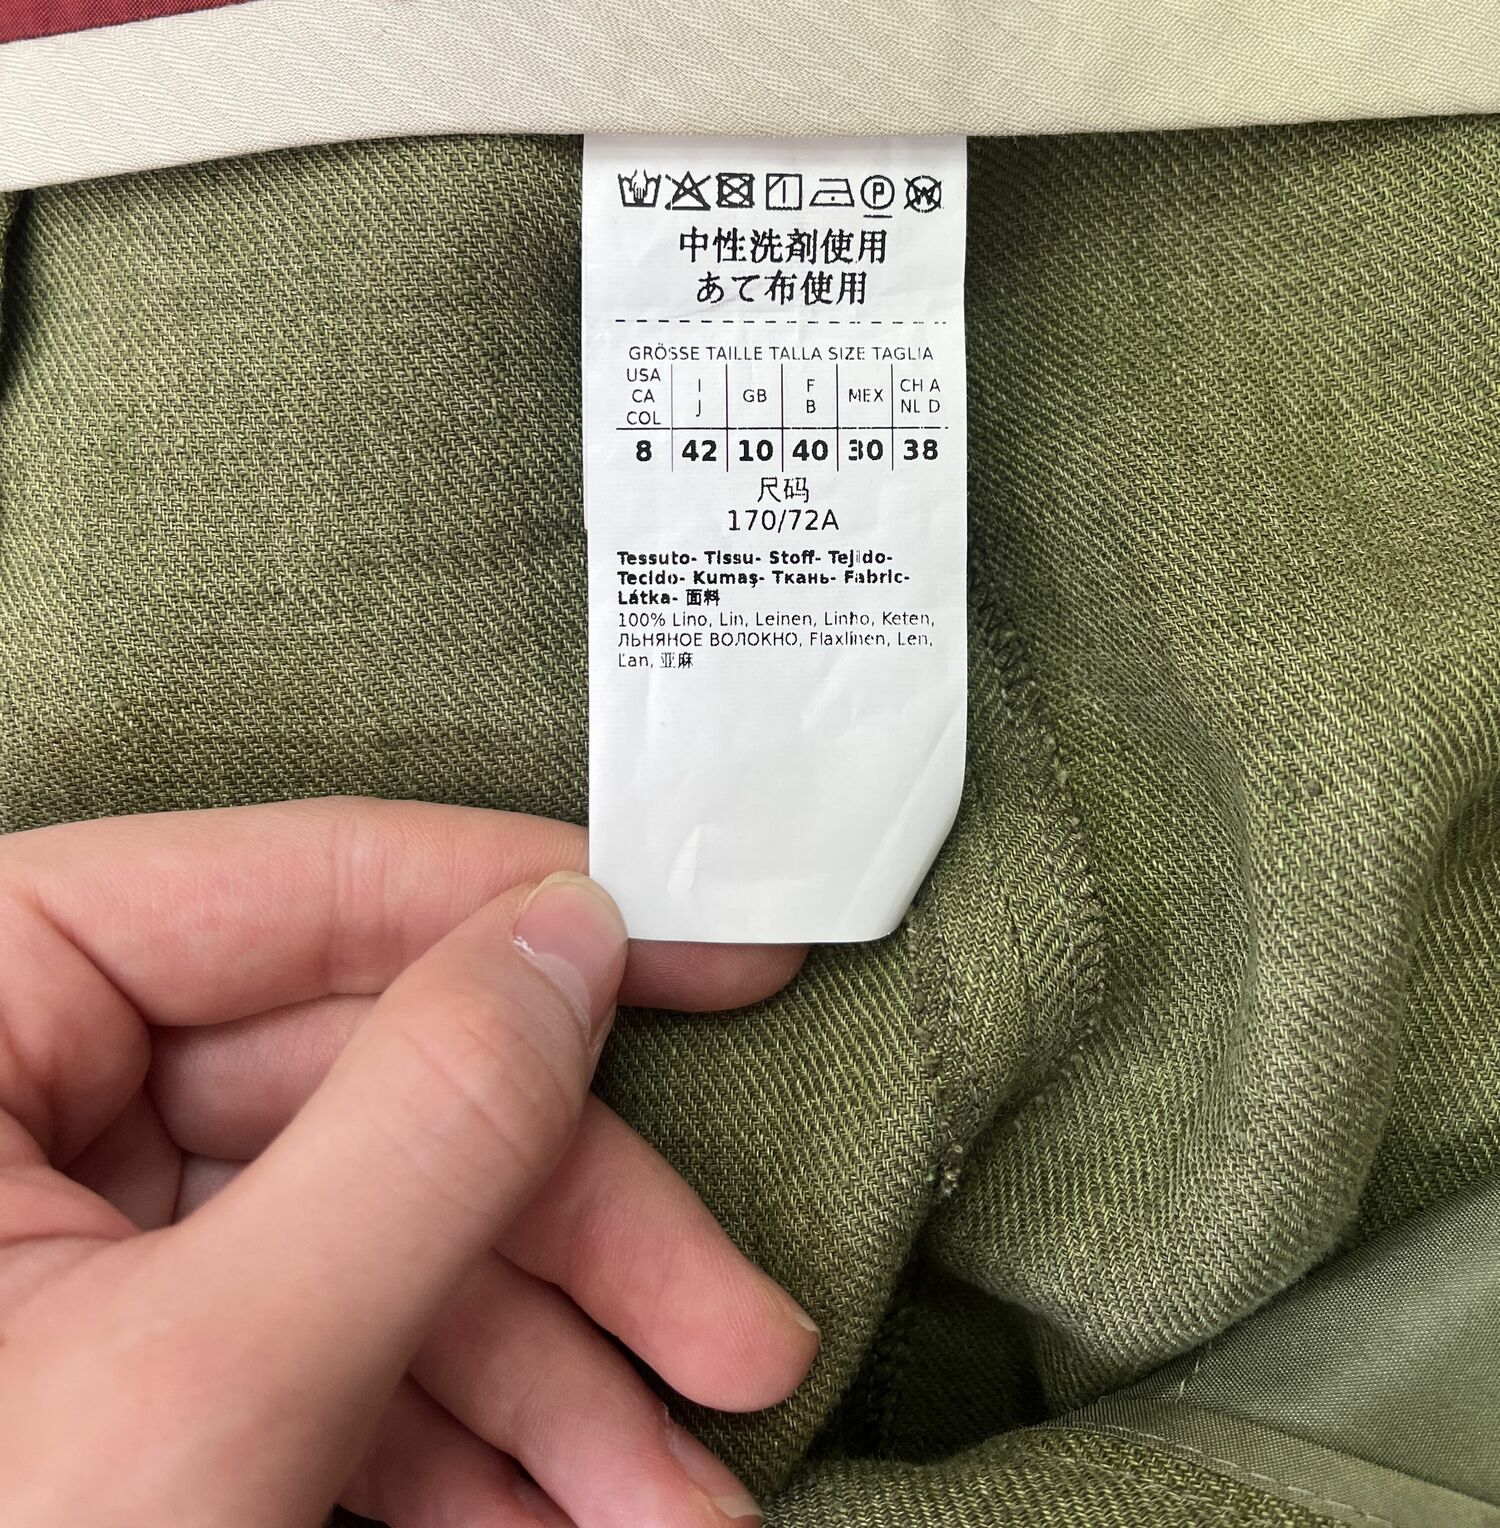 中性洗剤使用
あて布使用
GRÖSSE TAILLE TALLA SIZE TAGLIA
USA CA COL | I J | GB | F B | MEX | CH A NL D
8 | 42 | 10 | 40 | 30 | 38
尺码
170/72A
Tessuto- Tissu- Stoff- Tejido-
Tecido- Kumaş- Ткань- Fabric-
Látka- 面料
100% Lino, Lin, Leinen, Linho, Keten,
ЛЬНЯНОЕ ВОЛОКНО, Flaxlinen, Len,
Ľan, 亚麻